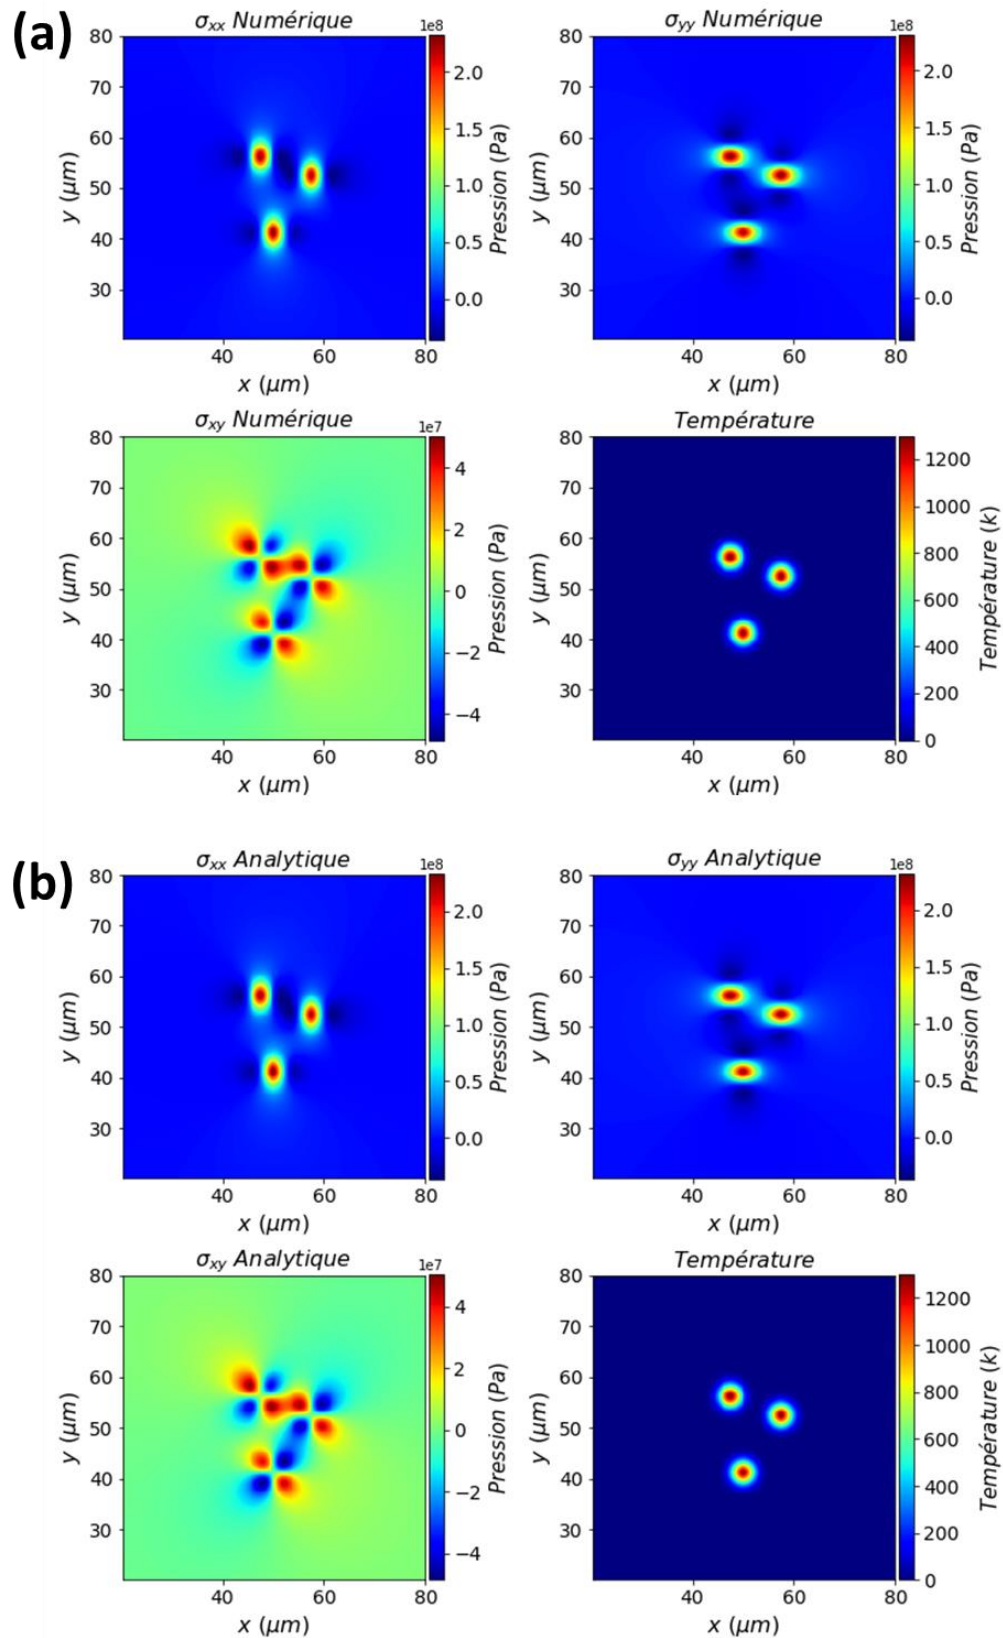 (a)
σxx Numérique
1e8
80
70
60
50
40
30
y (μm)
40 60 80
x (μm)
2.0
1.5
1.0
0.5
0.0
Pression (Pa)
σyy Numérique
1e8
80
70
60
50
40
30
y (μm)
40 60 80
x (μm)
2.0
1.5
1.0
0.5
0.0
Pression (Pa)
σxy Numérique
1e7
80
70
60
50
40
30
y (μm)
40 60 80
x (μm)
4
2
0
−2
−4
Pression (Pa)
Température
80
70
60
50
40
30
y (μm)
40 60 80
x (μm)
1200
1000
800
600
400
200
0
Température (k)
(b)
σxx Analytique
1e8
80
70
60
50
40
30
y (μm)
40 60 80
x (μm)
2.0
1.5
1.0
0.5
0.0
Pression (Pa)
σyy Analytique
1e8
80
70
60
50
40
30
y (μm)
40 60 80
x (μm)
2.0
1.5
1.0
0.5
0.0
Pression (Pa)
σxy Analytique
1e7
80
70
60
50
40
30
y (μm)
40 60 80
x (μm)
4
2
0
−2
−4
Pression (Pa)
Température
80
70
60
50
40
30
y (μm)
40 60 80
x (μm)
1200
1000
800
600
400
200
0
Température (k)